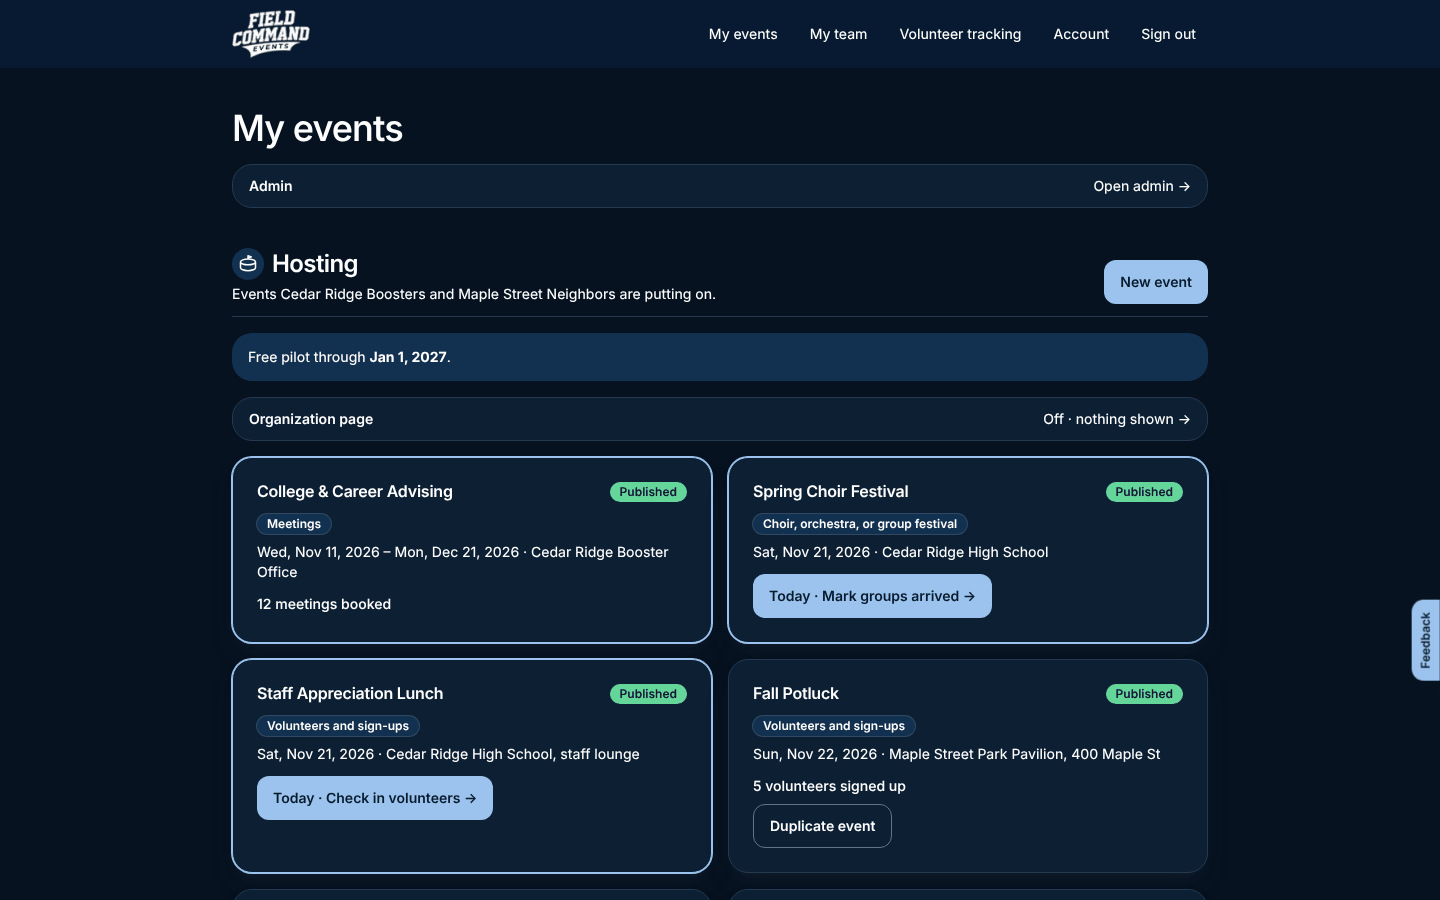 FIELD
COMMAND
EVENTS
My events
My team
Volunteer tracking
Account
Sign out
My events
Admin
Open admin →
Hosting
Events Cedar Ridge Boosters and Maple Street Neighbors are putting on.
New event
Free pilot through Jan 1, 2027.
Organization page
Off · nothing shown →
College & Career Advising
Published
Meetings
Wed, Nov 11, 2026 – Mon, Dec 21, 2026 · Cedar Ridge Booster
Office
12 meetings booked
Spring Choir Festival
Published
Choir, orchestra, or group festival
Sat, Nov 21, 2026 · Cedar Ridge High School
Today · Mark groups arrived →
Staff Appreciation Lunch
Published
Volunteers and sign-ups
Sat, Nov 21, 2026 · Cedar Ridge High School, staff lounge
Today · Check in volunteers →
Fall Potluck
Published
Volunteers and sign-ups
Sun, Nov 22, 2026 · Maple Street Park Pavilion, 400 Maple St
5 volunteers signed up
Duplicate event
Feedback